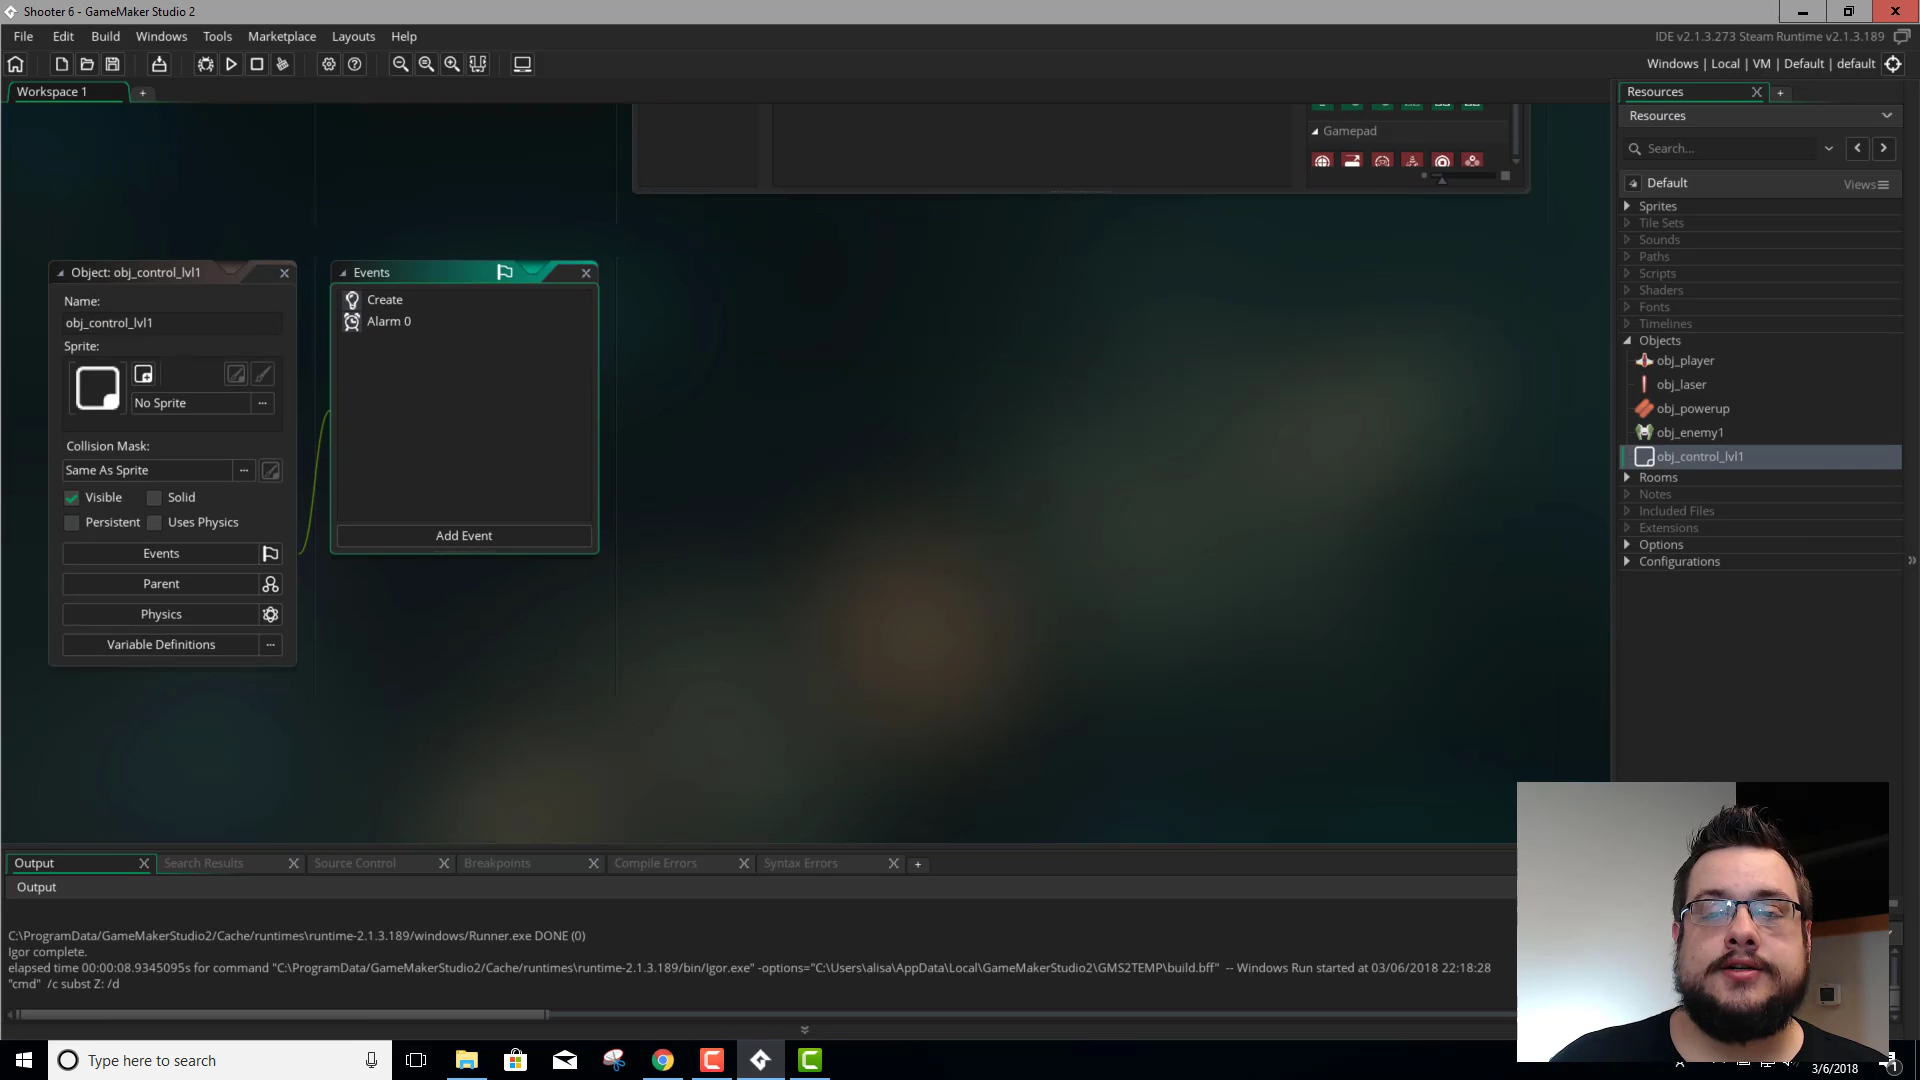 Shooter 6 - GameMaker Studio 2
File Edit Build Windows Tools Marketplace Layouts Help
IDE v2.1.3.273 Steam Runtime v2.1.3.189
Windows | Local | VM | Default | default
Workspace 1
Gamepad
Object: obj_control_lvl1
Name:
obj_control_lvl1
Sprite:
No Sprite
Collision Mask:
Same As Sprite
Visible Solid
Persistent Uses Physics
Events
Parent
Physics
Variable Definitions
Events
Create
Alarm 0
Add Event
Resources
Resources
Search...
Default Views
Sprites
Tile Sets
Sounds
Paths
Scripts
Shaders
Fonts
Timelines
Objects
obj_player
obj_laser
obj_powerup
obj_enemy1
obj_control_lvl1
Rooms
Notes
Included Files
Extensions
Options
Configurations
Output Search Results Source Control Breakpoints Compile Errors Syntax Errors
Output
C:\ProgramData/GameMakerStudio2/Cache/runtimes\runtime-2.1.3.189/windows/Runner.exe DONE (0)
Igor complete.
elapsed time 00:00:08.9345095s for command "C:\ProgramData/GameMakerStudio2/Cache/runtimes\runtime-2.1.3.189/bin/Igor.exe" -options="C:\Users\alisa\AppData\Local\GameMakerStudio2\GMS2TEMP\build.bff" -- Windows Run started at 03/06/2018 22:18:28
"cmd" /c subst Z: /d
Type here to search
3/6/2018
1